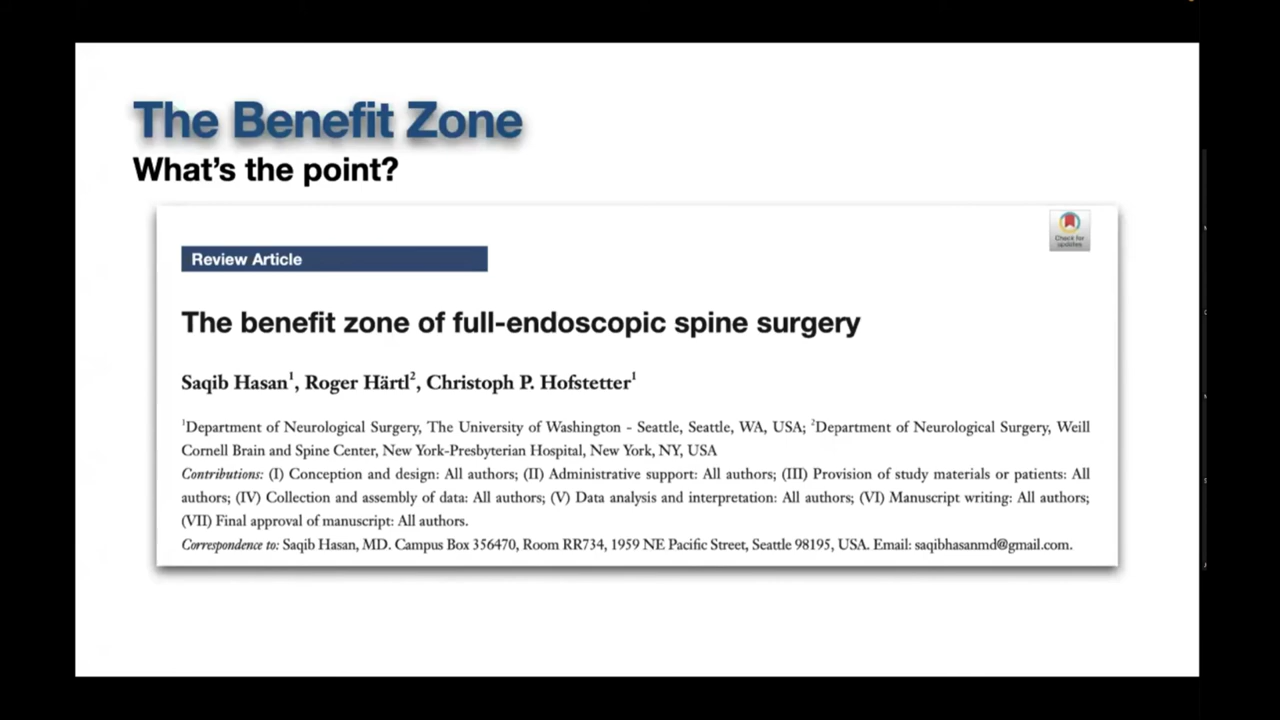 The Benefit Zone
What's the point?
Check for
updates
Review Article
The benefit zone of full-endoscopic spine surgery
Saqib Hasan1, Roger Härtl2, Christoph P. Hofstetter1
1Department of Neurological Surgery, The University of Washington - Seattle, Seattle, WA, USA; 2Department of Neurological Surgery, Weill
Cornell Brain and Spine Center, New York-Presbyterian Hospital, New York, NY, USA
Contributions: (I) Conception and design: All authors; (II) Administrative support: All authors; (III) Provision of study materials or patients: All
authors; (IV) Collection and assembly of data: All authors; (V) Data analysis and interpretation: All authors; (VI) Manuscript writing: All authors;
(VII) Final approval of manuscript: All authors.
Correspondence to: Saqib Hasan, MD. Campus Box 356470, Room RR734, 1959 NE Pacific Street, Seattle 98195, USA. Email: saqibhasanmd@gmail.com.